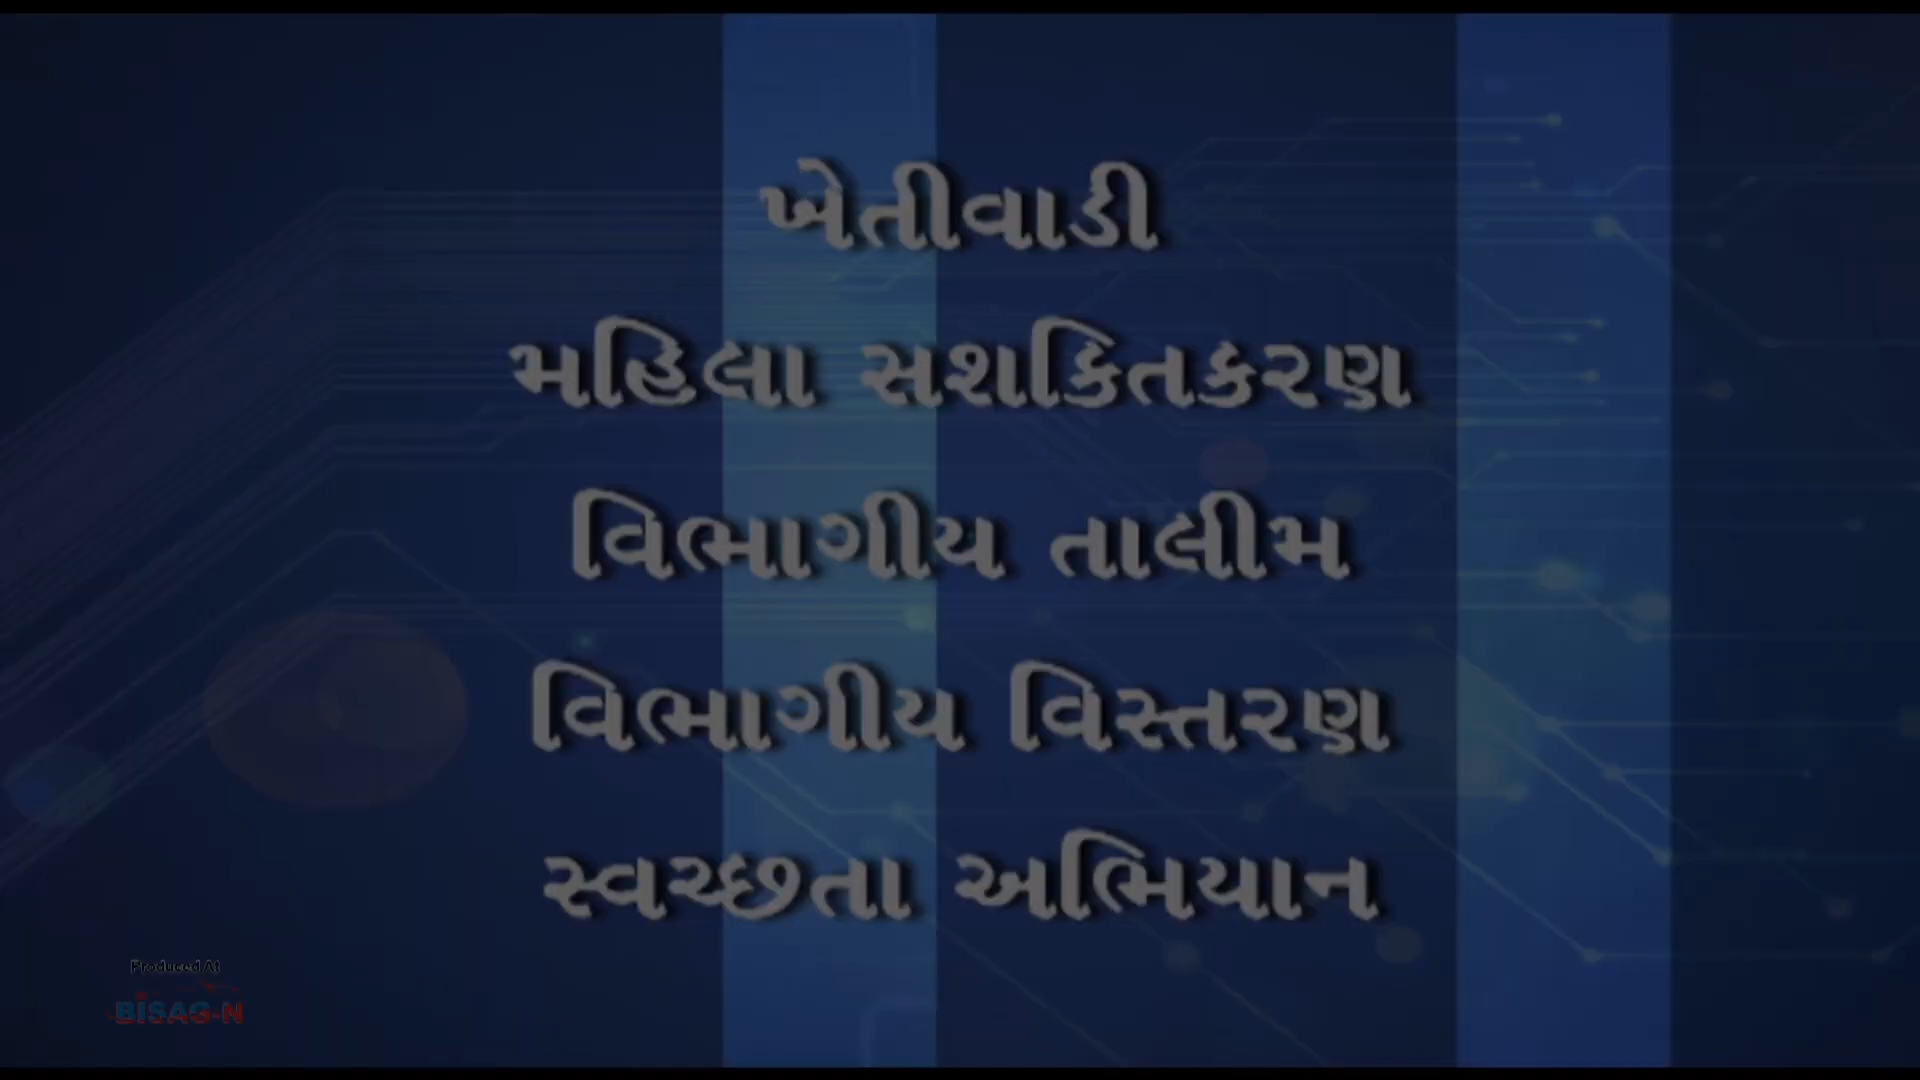 ખેતીવાડી
મહિલા સશકિતકરણ
વિભાગીય તાલીમ
વિભાગીય વિસ્તરણ
સ્વચ્છતા અભિયાન
Produced At
BISAG-N